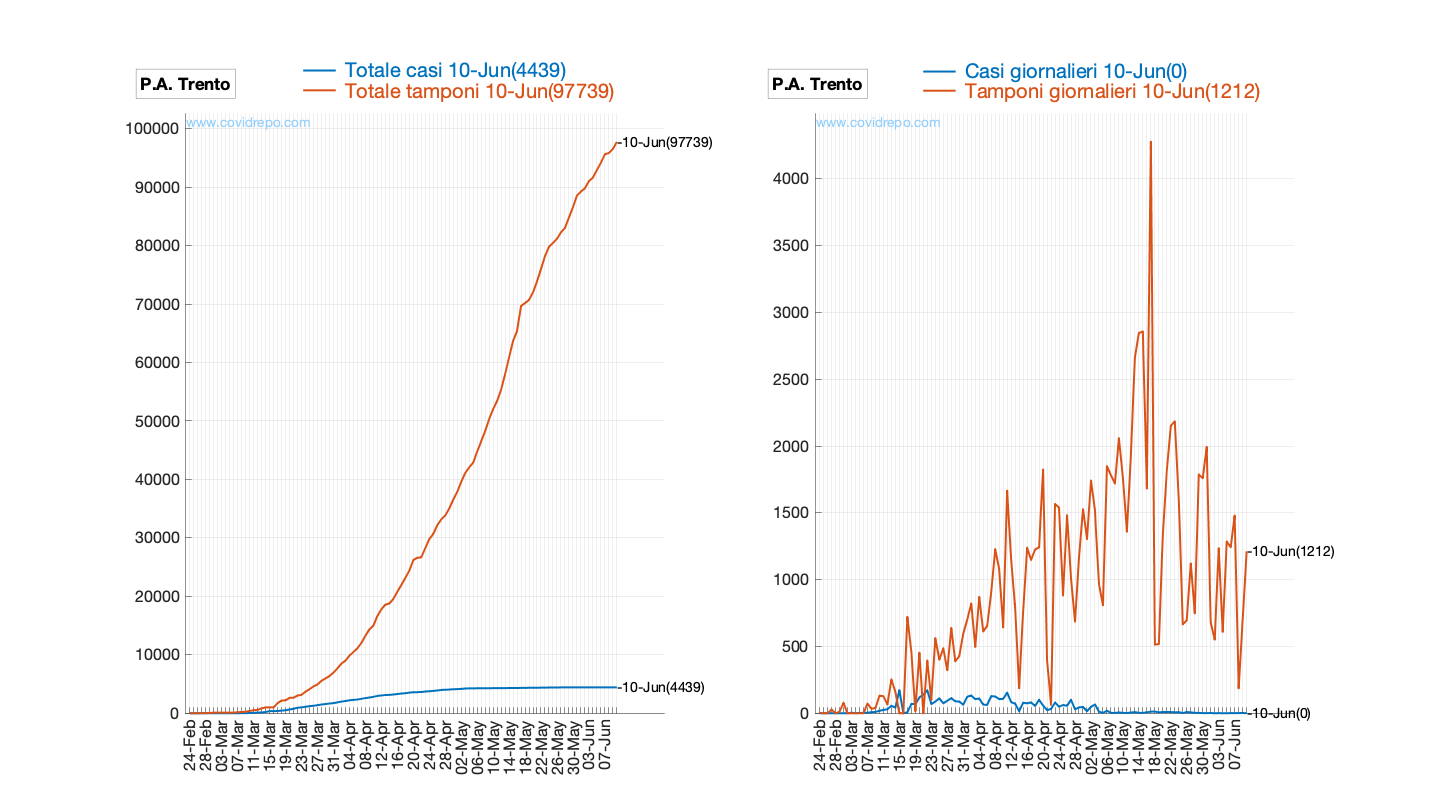 P.A. Trento
Totale casi 10-Jun(4439)
Totale tamponi 10-Jun(97739)
www.covidrepo.com
100000
90000
80000
70000
60000
50000
40000
30000
20000
10000
0
10-Jun(97739)
10-Jun(4439)
24-Feb
28-Feb
03-Mar
07-Mar
11-Mar
15-Mar
19-Mar
23-Mar
27-Mar
31-Mar
04-Apr
08-Apr
12-Apr
16-Apr
20-Apr
24-Apr
28-Apr
02-May
06-May
10-May
14-May
18-May
22-May
26-May
30-May
03-Jun
07-Jun
P.A. Trento
Casi giornalieri 10-Jun(0)
Tamponi giornalieri 10-Jun(1212)
www.covidrepo.com
4000
3500
3000
2500
2000
1500
1000
500
0
10-Jun(1212)
10-Jun(0)
24-Feb
28-Feb
03-Mar
07-Mar
11-Mar
15-Mar
19-Mar
23-Mar
27-Mar
31-Mar
04-Apr
08-Apr
12-Apr
16-Apr
20-Apr
24-Apr
28-Apr
02-May
06-May
10-May
14-May
18-May
22-May
26-May
30-May
03-Jun
07-Jun